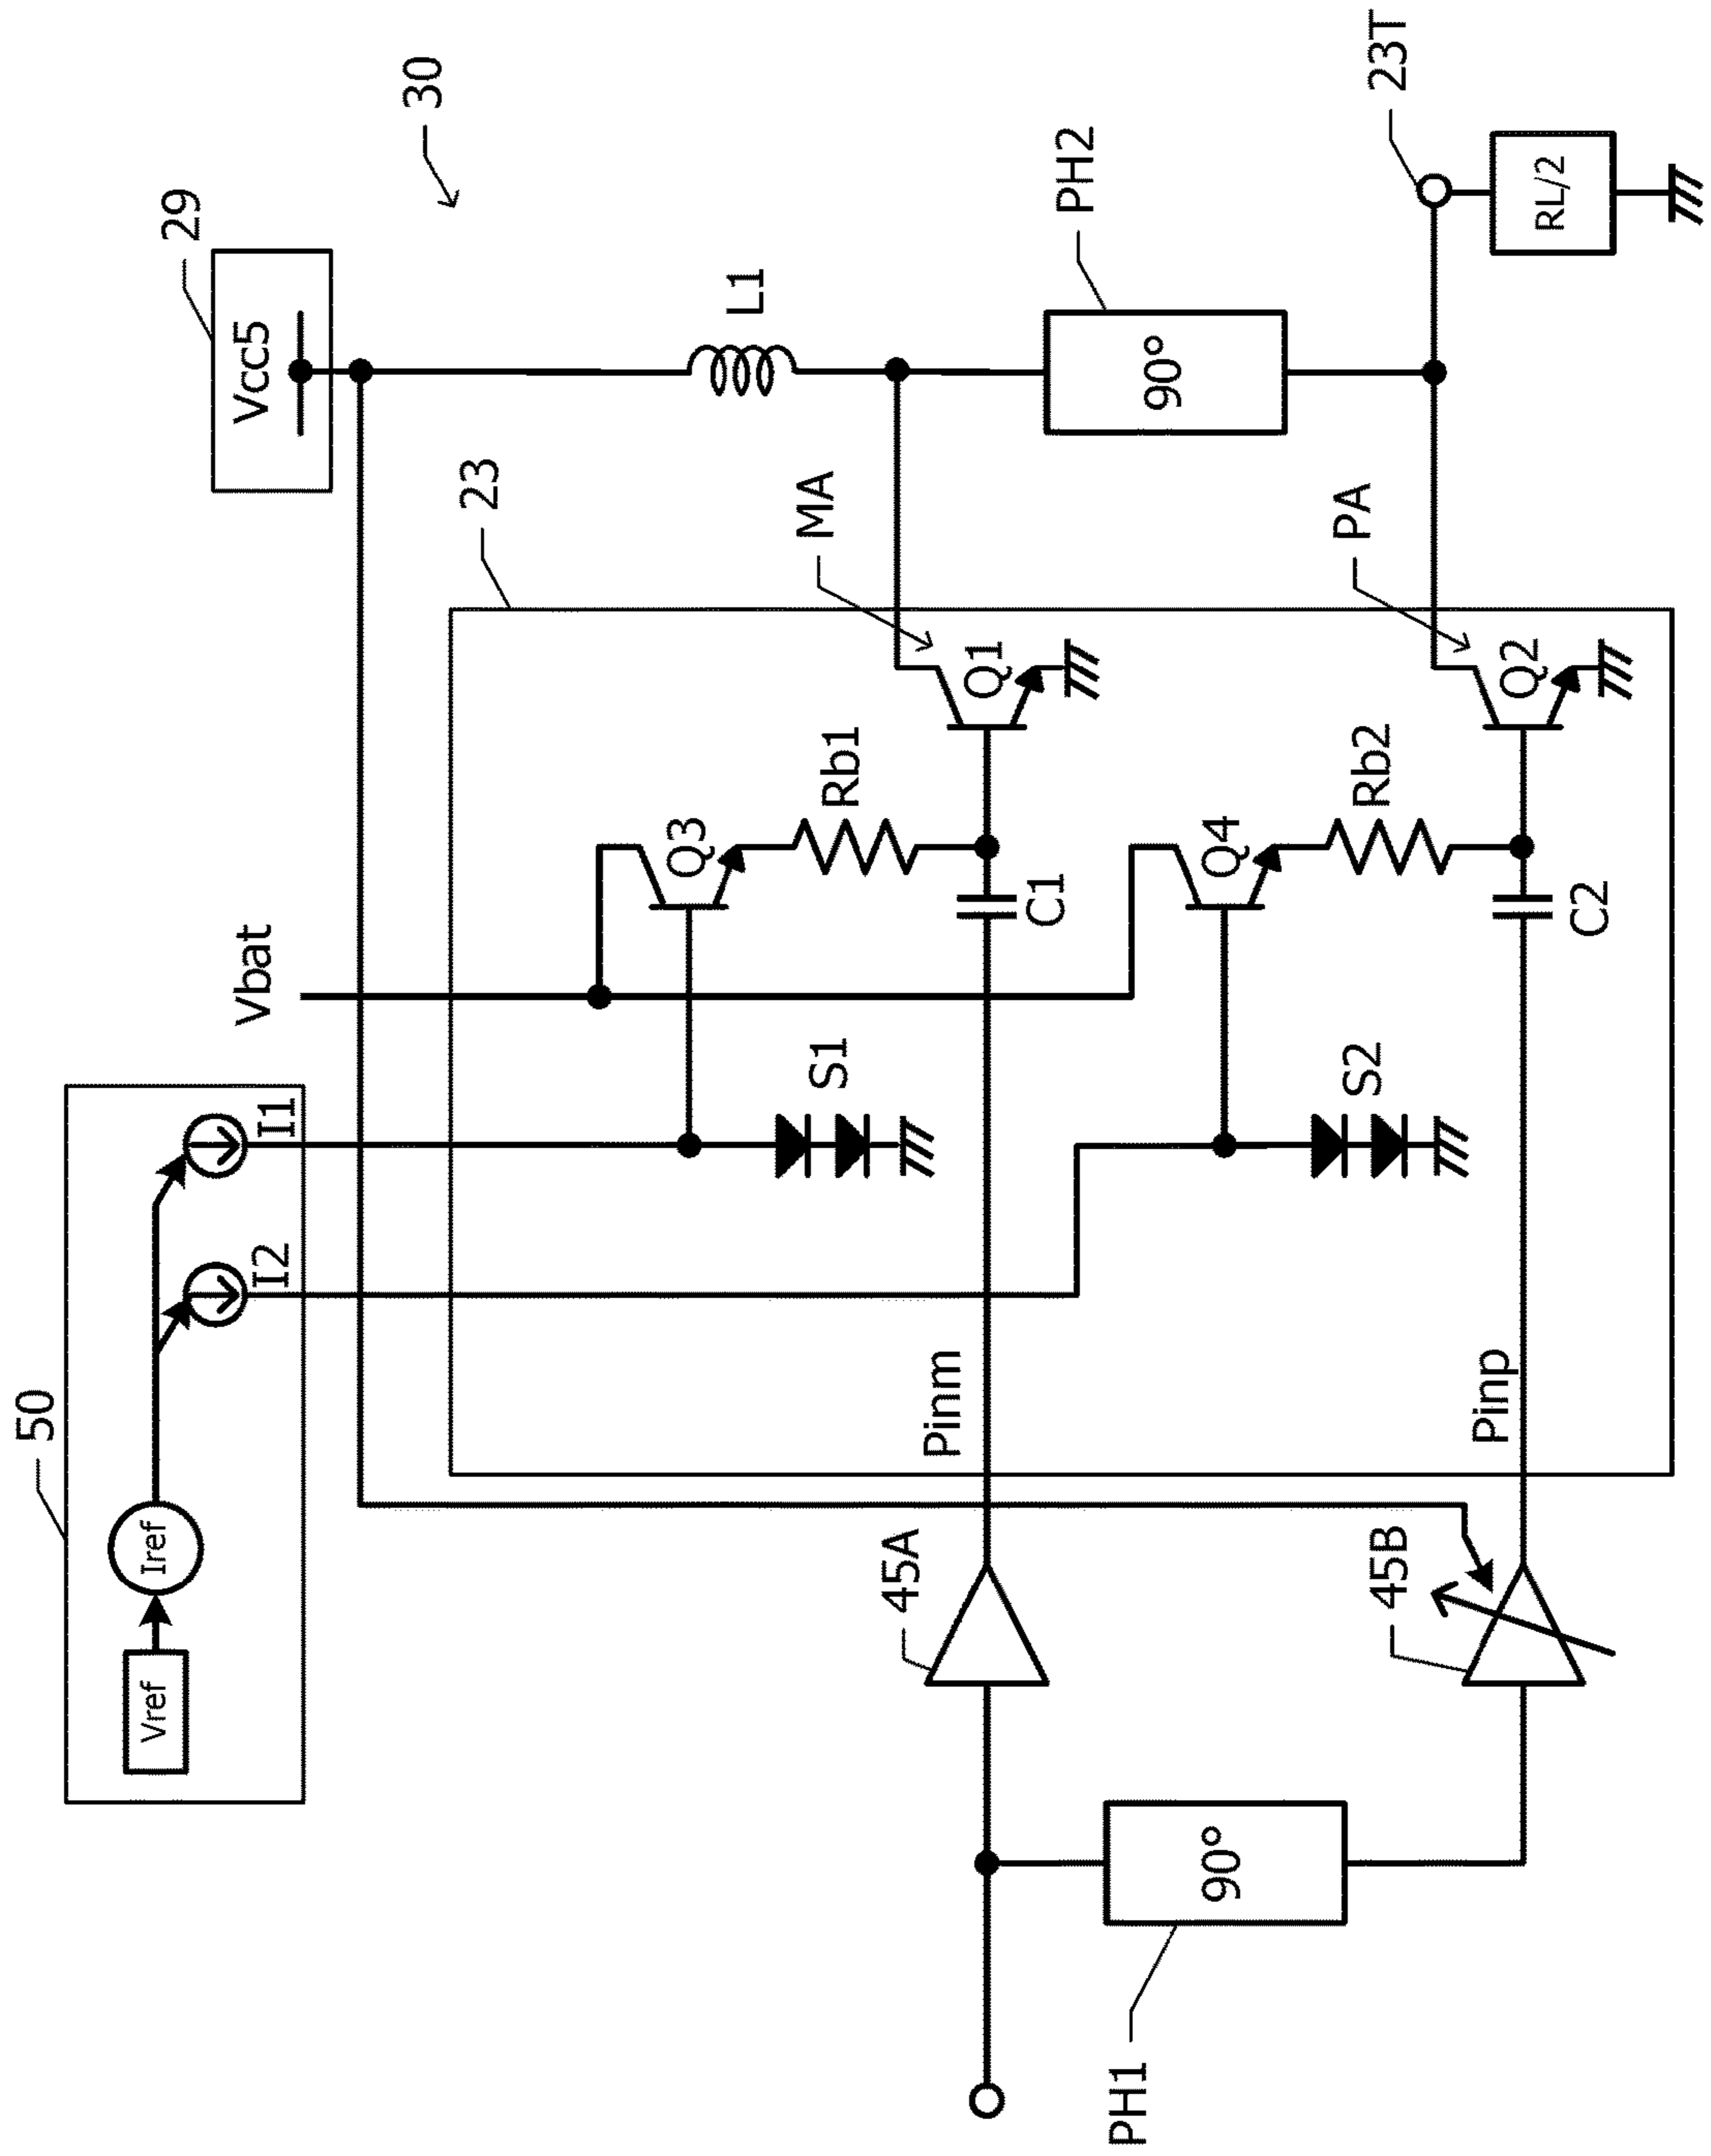 50
Vref
Iref
I2
I1
Vbat
29
Vcc5
30
23
L1
MA
PH2
90°
23T
RL/2
PA
Q3
Rb1
Q1
S1
C1
Pinm
Q4
Rb2
Q2
S2
C2
Pinp
45A
45B
90°
PH1